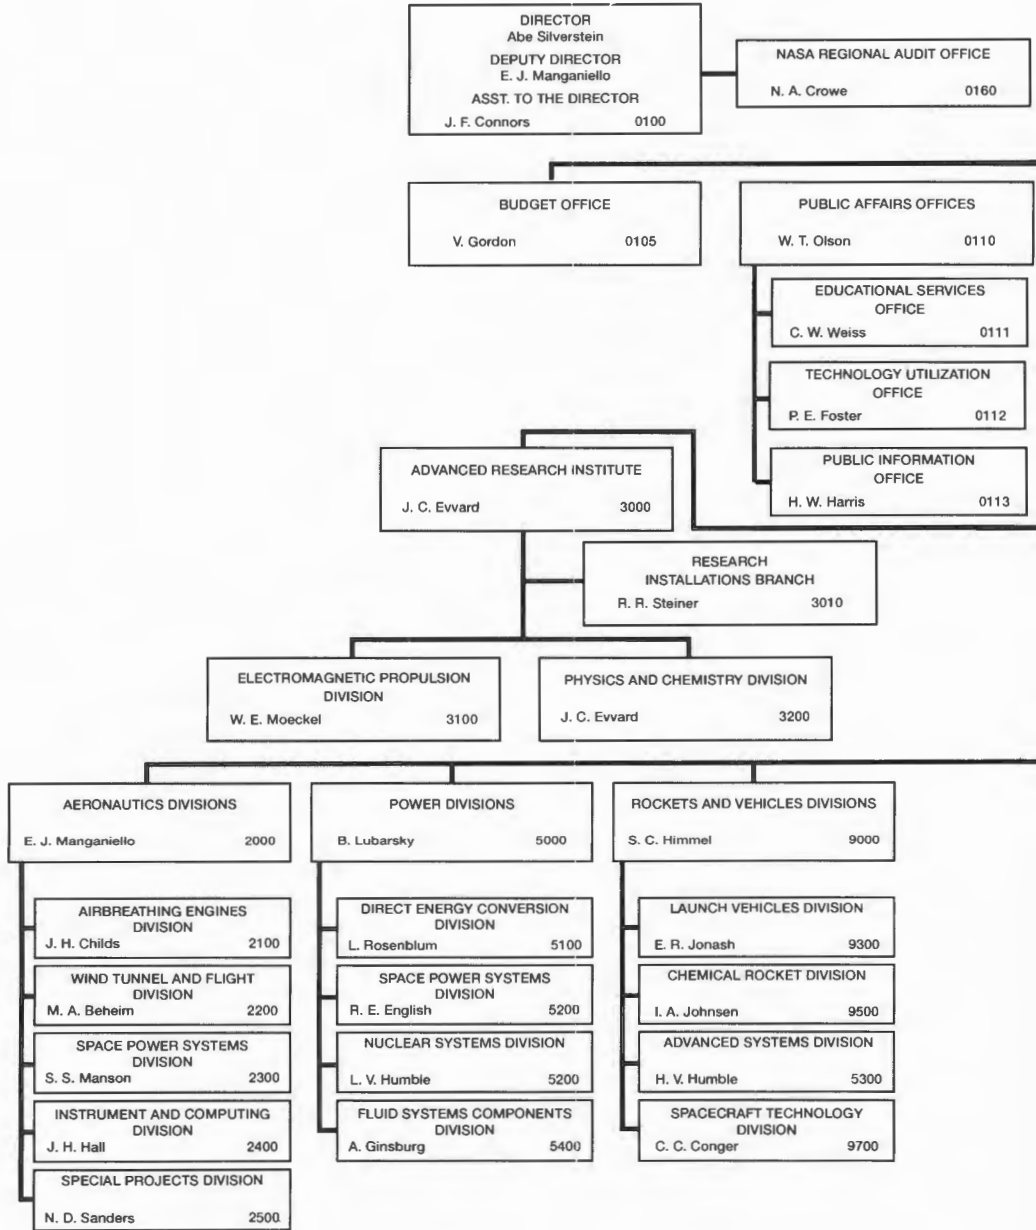 DIRECTOR
Abe Silverstein
DEPUTY DIRECTOR
E. J. Manganiello
ASST. TO THE DIRECTOR
J. F. Connors 0100
NASA REGIONAL AUDIT OFFICE
N. A. Crowe 0160
BUDGET OFFICE
V. Gordon 0105
PUBLIC AFFAIRS OFFICES
W. T. Olson 0110
EDUCATIONAL SERVICES
OFFICE
C. W. Weiss 0111
TECHNOLOGY UTILIZATION
OFFICE
P. E. Foster 0112
PUBLIC INFORMATION
OFFICE
H. W. Harris 0113
ADVANCED RESEARCH INSTITUTE
J. C. Evvard 3000
RESEARCH
INSTALLATIONS BRANCH
R. R. Steiner 3010
ELECTROMAGNETIC PROPULSION
DIVISION
W. E. Moeckel 3100
PHYSICS AND CHEMISTRY DIVISION
J. C. Evvard 3200
AERONAUTICS DIVISIONS
E. J. Manganiello 2000
AIRBREATHING ENGINES
DIVISION
J. H. Childs 2100
WIND TUNNEL AND FLIGHT
DIVISION
M. A. Beheim 2200
SPACE POWER SYSTEMS
DIVISION
S. S. Manson 2300
INSTRUMENT AND COMPUTING
DIVISION
J. H. Hall 2400
SPECIAL PROJECTS DIVISION
N. D. Sanders 2500
POWER DIVISIONS
B. Lubarsky 5000
DIRECT ENERGY CONVERSION
DIVISION
L. Rosenblum 5100
SPACE POWER SYSTEMS
DIVISION
R. E. English 5200
NUCLEAR SYSTEMS DIVISION
L. V. Humble 5200
FLUID SYSTEMS COMPONENTS
DIVISION
A. Ginsburg 5400
ROCKETS AND VEHICLES DIVISIONS
S. C. Himmel 9000
LAUNCH VEHICLES DIVISION
E. R. Jonash 9300
CHEMICAL ROCKET DIVISION
I. A. Johnsen 9500
ADVANCED SYSTEMS DIVISION
H. V. Humble 5300
SPACECRAFT TECHNOLOGY
DIVISION
C. C. Conger 9700